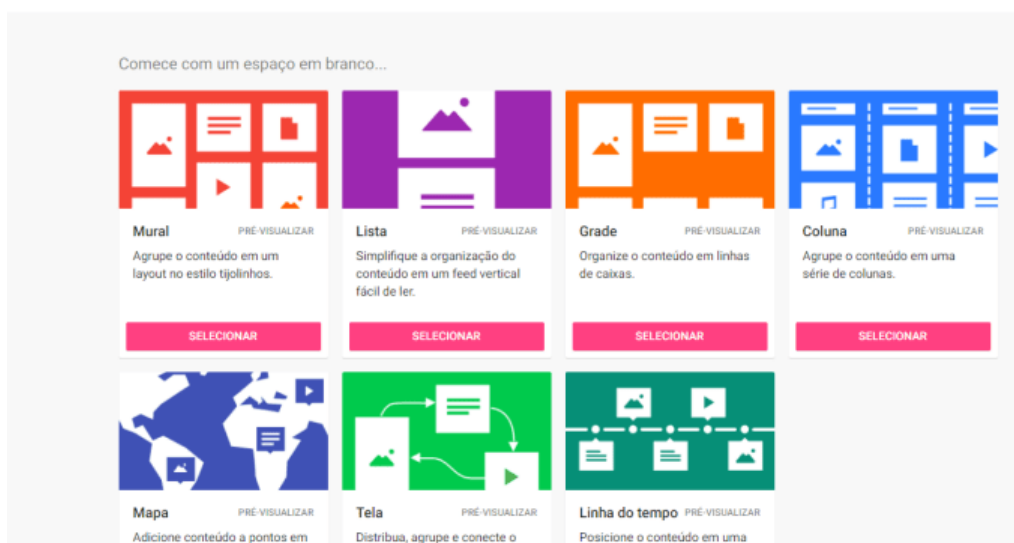 Comece com um espaço em branco...
Mural PRÉ-VISUALIZAR
Agrupe o conteúdo em um
layout no estilo tijolinhos.
SELECIONAR
Lista PRÉ-VISUALIZAR
Simplifique a organização do
conteúdo em um feed vertical
fácil de ler.
SELECIONAR
Grade PRÉ-VISUALIZAR
Organize o conteúdo em linhas
de caixas.
SELECIONAR
Coluna PRÉ-VISUALIZAR
Agrupe o conteúdo em uma
série de colunas.
SELECIONAR
Mapa PRÉ-VISUALIZAR
Adicione conteúdo a pontos em
Tela PRÉ-VISUALIZAR
Distribua, agrupe e conecte o
Linha do tempo PRÉ-VISUALIZAR
Posicione o conteúdo em uma